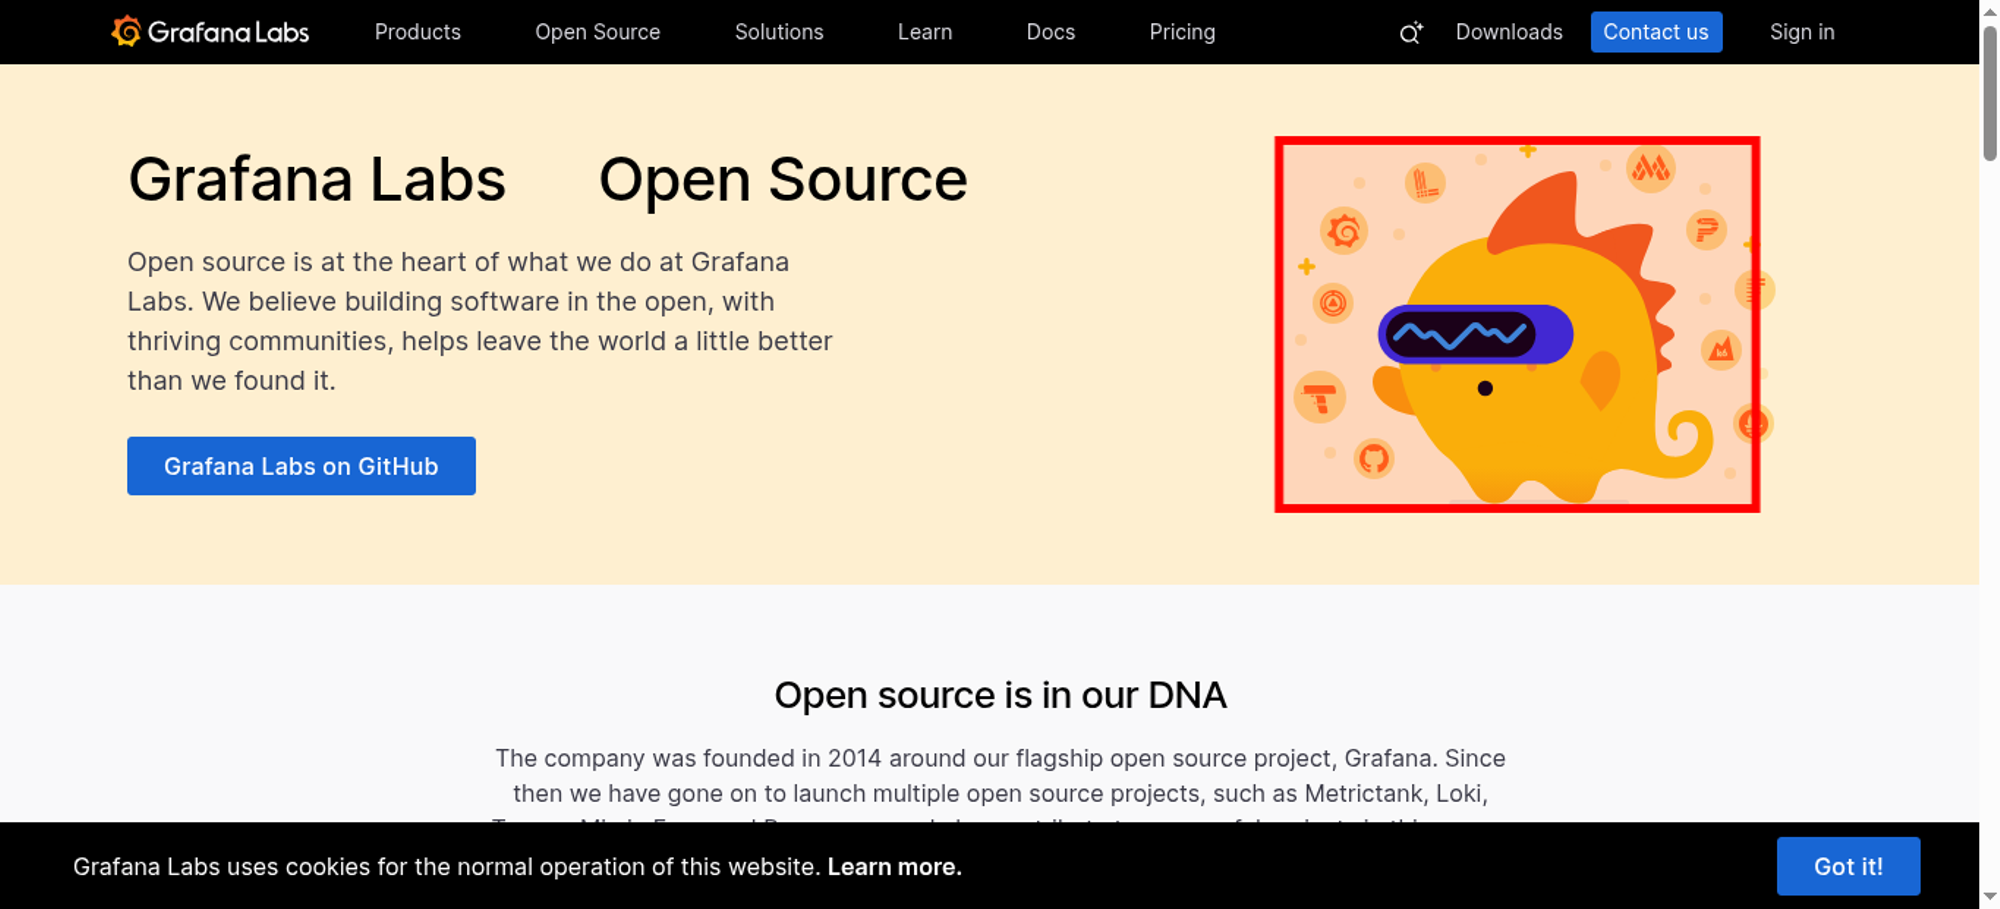 Grafana Labs Products Open Source Solutions Learn Docs Pricing Downloads Contact us Sign in
Grafana Labs Open Source
Open source is at the heart of what we do at Grafana
Labs. We believe building software in the open, with
thriving communities, helps leave the world a little better
than we found it.
Grafana Labs on GitHub
k6
Open source is in our DNA
The company was founded in 2014 around our flagship open source project, Grafana. Since
then we have gone on to launch multiple open source projects, such as Metrictank, Loki,
Grafana Labs uses cookies for the normal operation of this website. Learn more.
Got it!